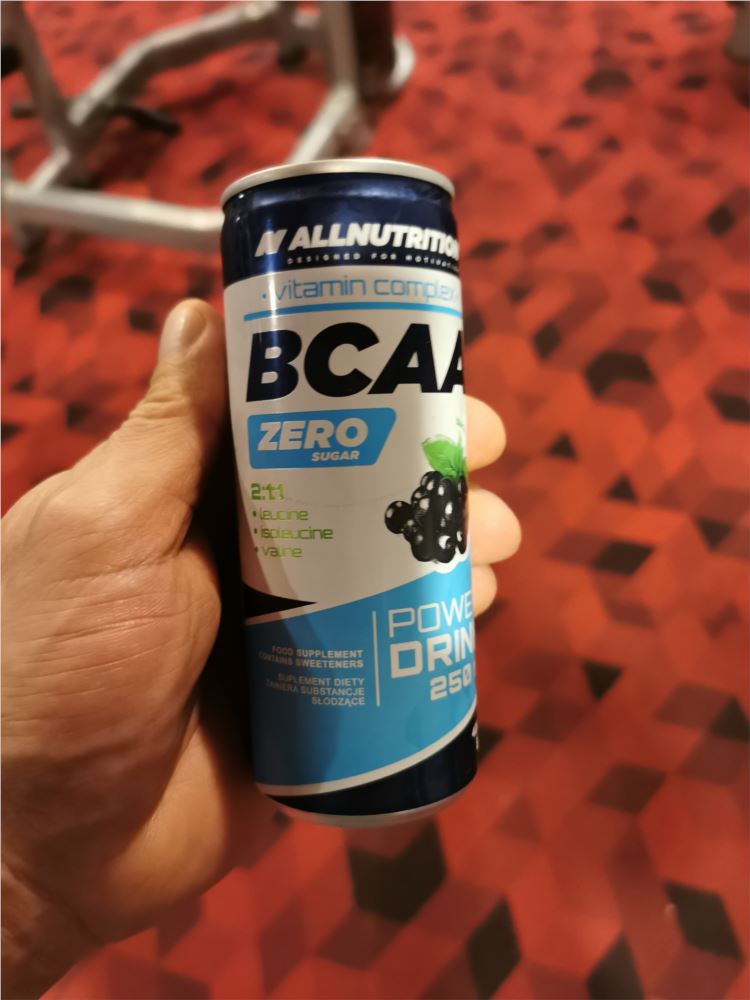 ALLNUTRITION
DESIGNED FOR MOTIVATION
vitamin complex
BCAA
ZERO
SUGAR
2:1:1
• leucine
• isoleucine
• valine
POWE
DRIN
250
FOOD SUPPLEMENT
CONTAINS SWEETENERS
SUPLEMENT DIETY
ZAWIERA SUBSTANCJE
SŁODZĄCE